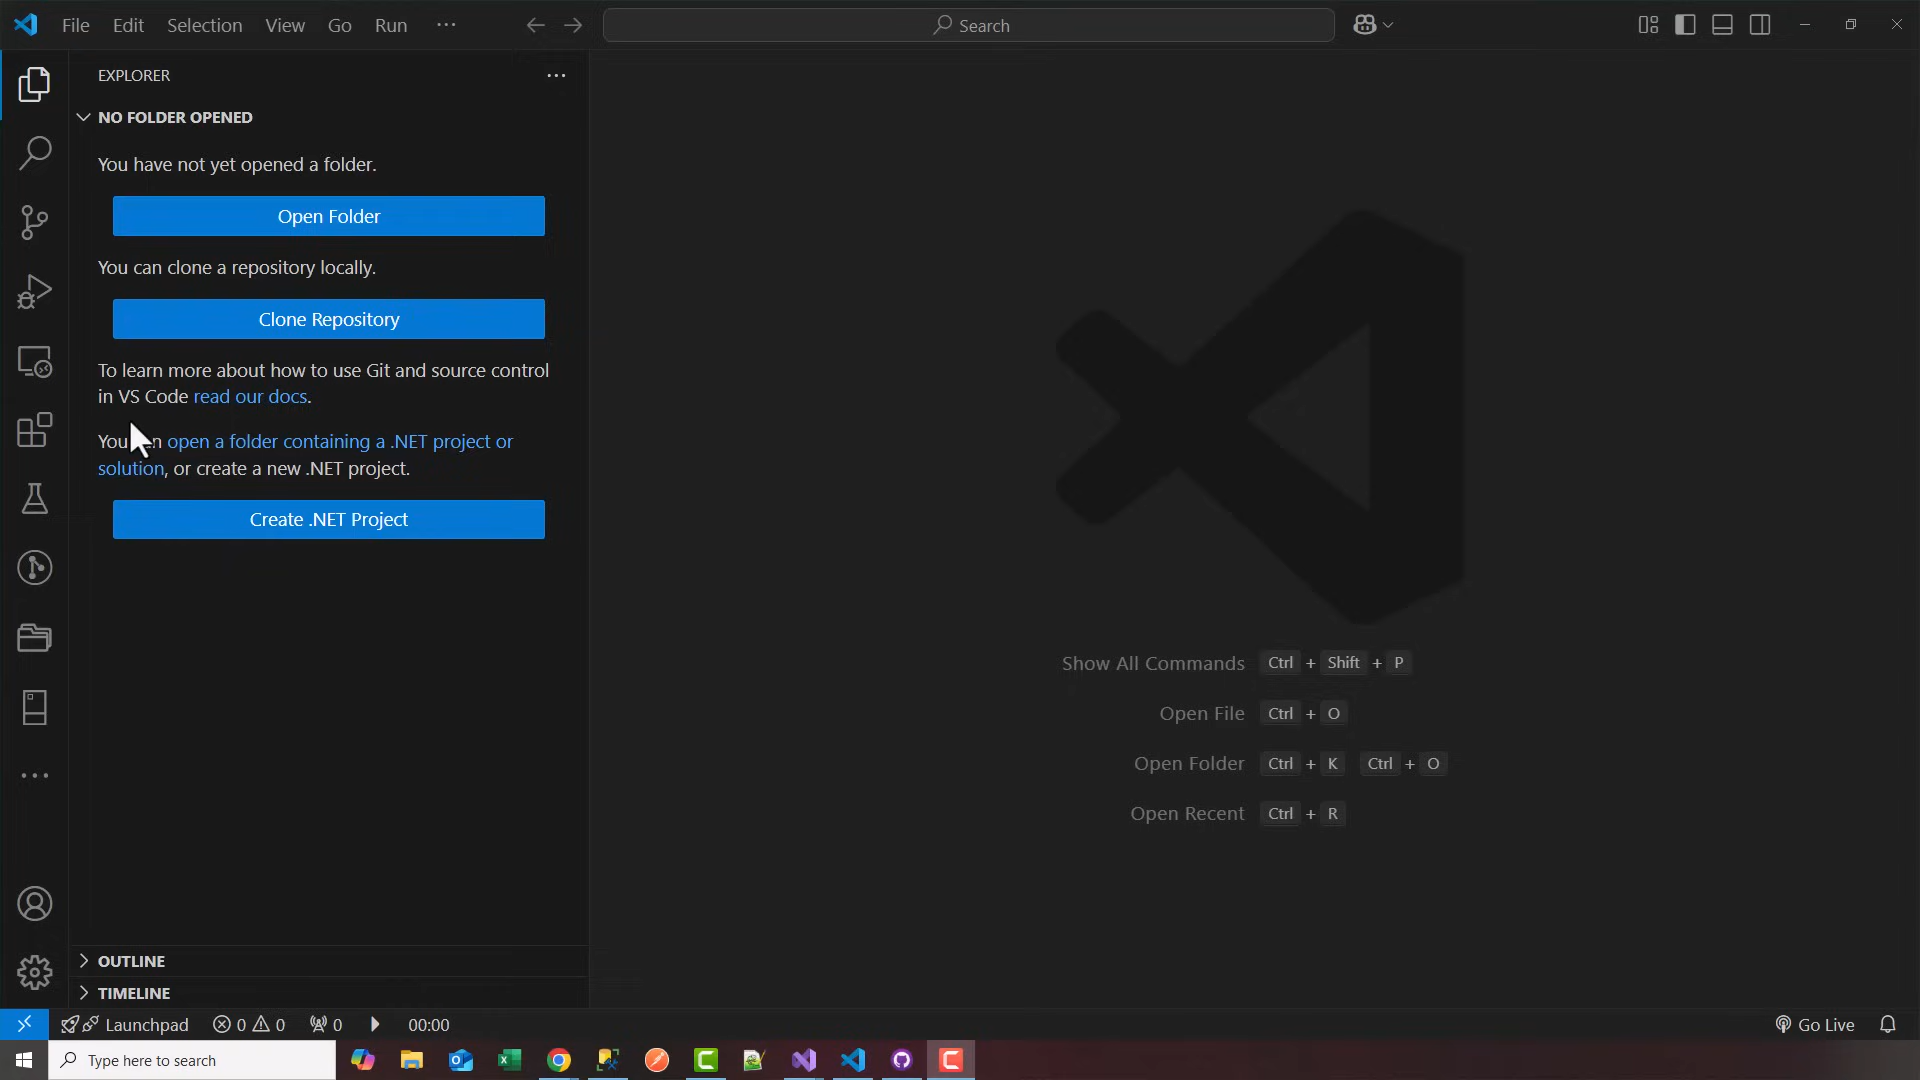 File Edit Selection View Go Run ···
Search
EXPLORER
NO FOLDER OPENED
You have not yet opened a folder.
Open Folder
You can clone a repository locally.
Clone Repository
To learn more about how to use Git and source control
in VS Code read our docs.
open a folder containing a .NET project or
solution, or create a new .NET project.
Create .NET Project
Show All Commands Ctrl + Shift + P
Open File Ctrl + O
Open Folder Ctrl + K Ctrl + O
Open Recent Ctrl + R
OUTLINE
TIMELINE
Launchpad 0 0 0 00:00 Go Live
Type here to search